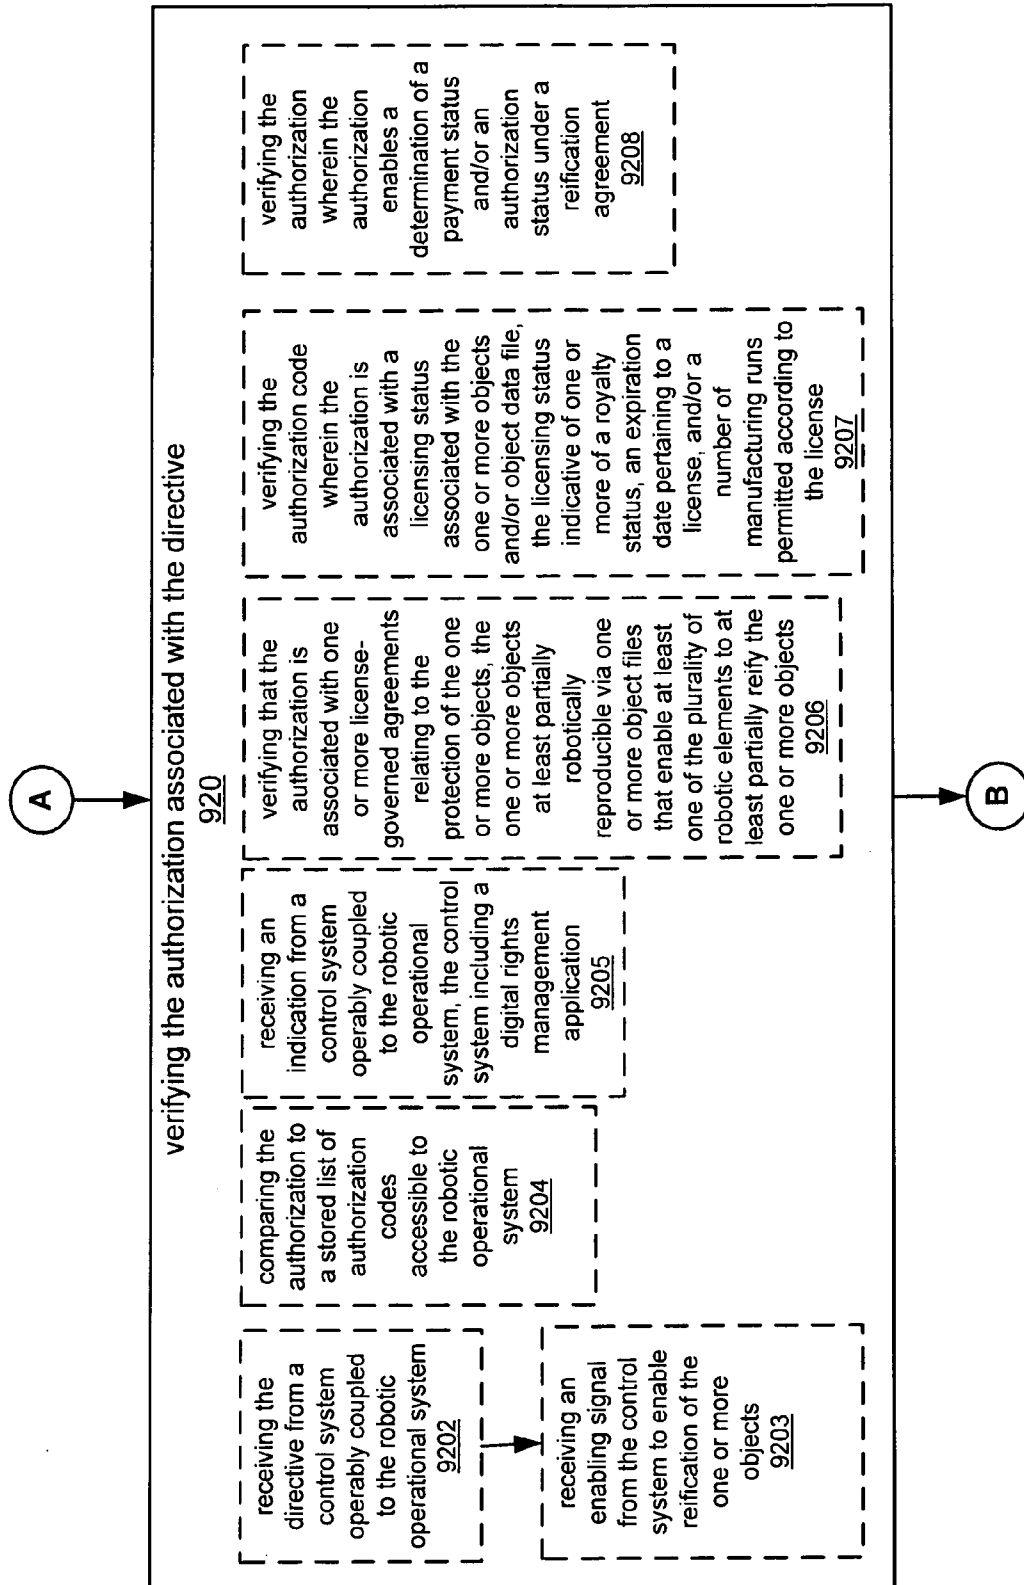 A
verifying the authorization associated with the directive
920
receiving the
directive from a
control system
operably coupled
to the robotic
operational system
9202
receiving an
enabling signal
from the control
system to enable
reification of the
one or more
objects
9203
comparing the
authorization to
a stored list of
authorization
codes
accessible to
the robotic
operational
system
9204
receiving an
indication from a
control system
operably coupled
to the robotic
operational
system, the control
system including a
digital rights
management
application
9205
verifying that the
authorization is
associated with one
or more license-
governed agreements
relating to the
protection of the one
or more objects, the
one or more objects
at least partially
robotically
reproducible via one
or more object files
that enable at least
one of the plurality of
robotic elements to at
least partially reify the
one or more objects
9206
verifying the
authorization code
wherein the
authorization is
associated with a
licensing status
associated with the
one or more objects
and/or object data file,
the licensing status
indicative of one or
more of a royalty
status, an expiration
date pertaining to a
license, and/or a
number of
manufacturing runs
permitted according to
the license
9207
verifying the
authorization
wherein the
authorization
enables a
determination of a
payment status
and/or an
authorization
status under a
reification
agreement
9208
B